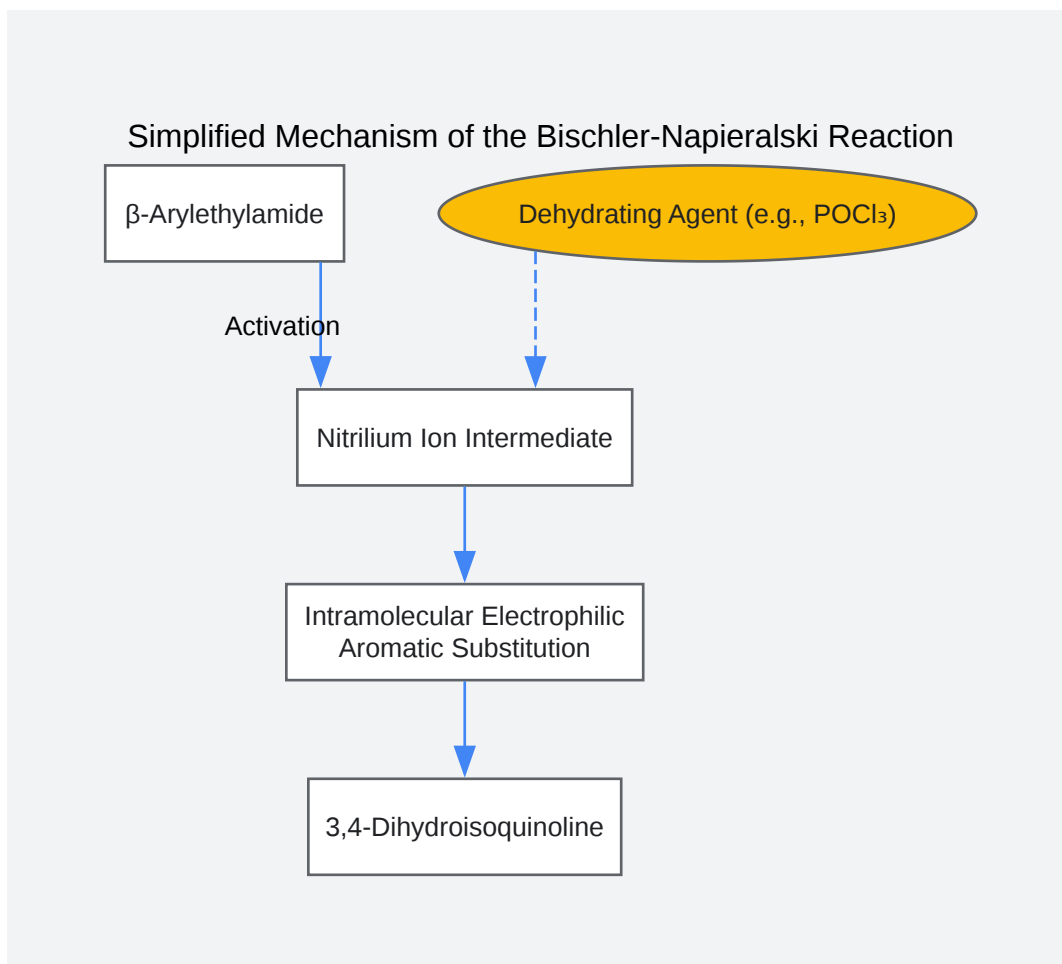 Simplified Mechanism of the Bischler-Napieralski Reaction
β-Arylethylamide
Dehydrating Agent (e.g., POCl₃)
Activation
Nitrilium Ion Intermediate
Intramolecular Electrophilic
Aromatic Substitution
3,4-Dihydroisoquinoline